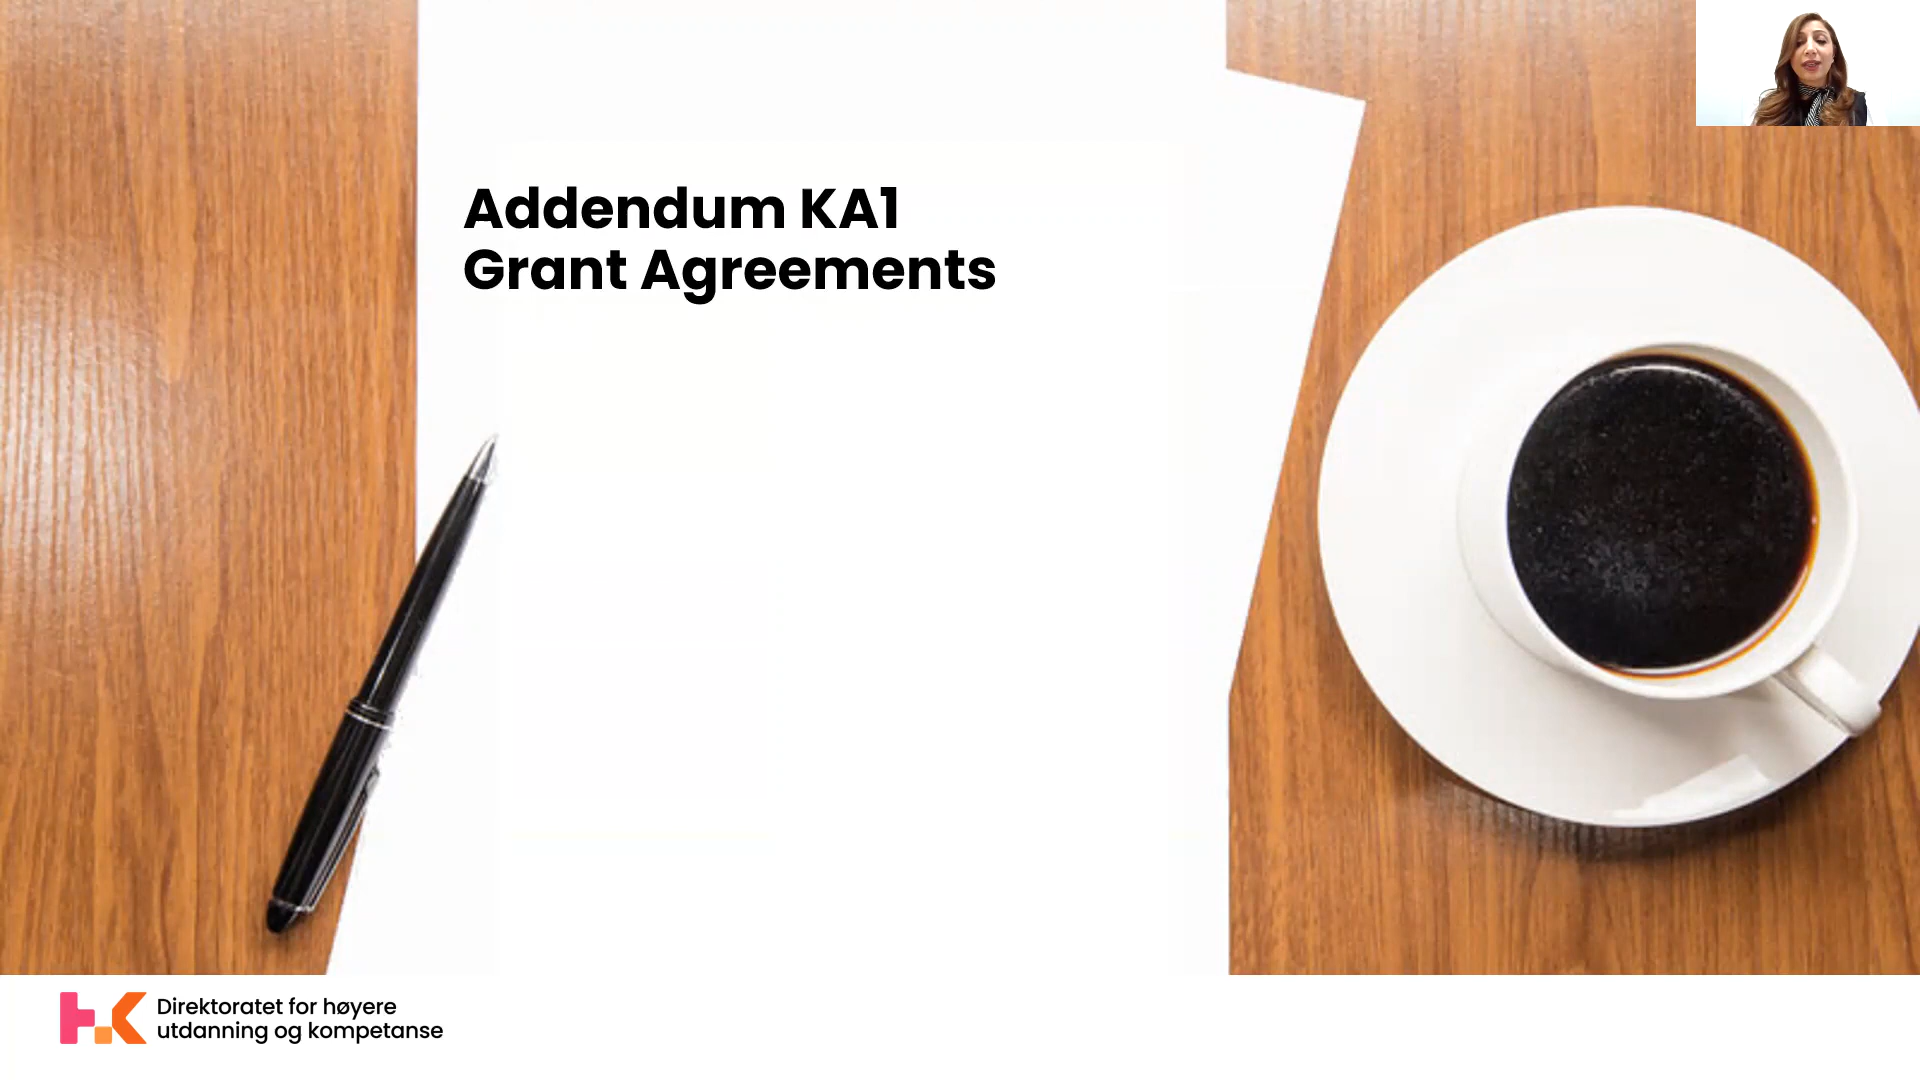 Addendum KA1
Grant Agreements
Direktoratet for høyere
utdanning og kompetanse